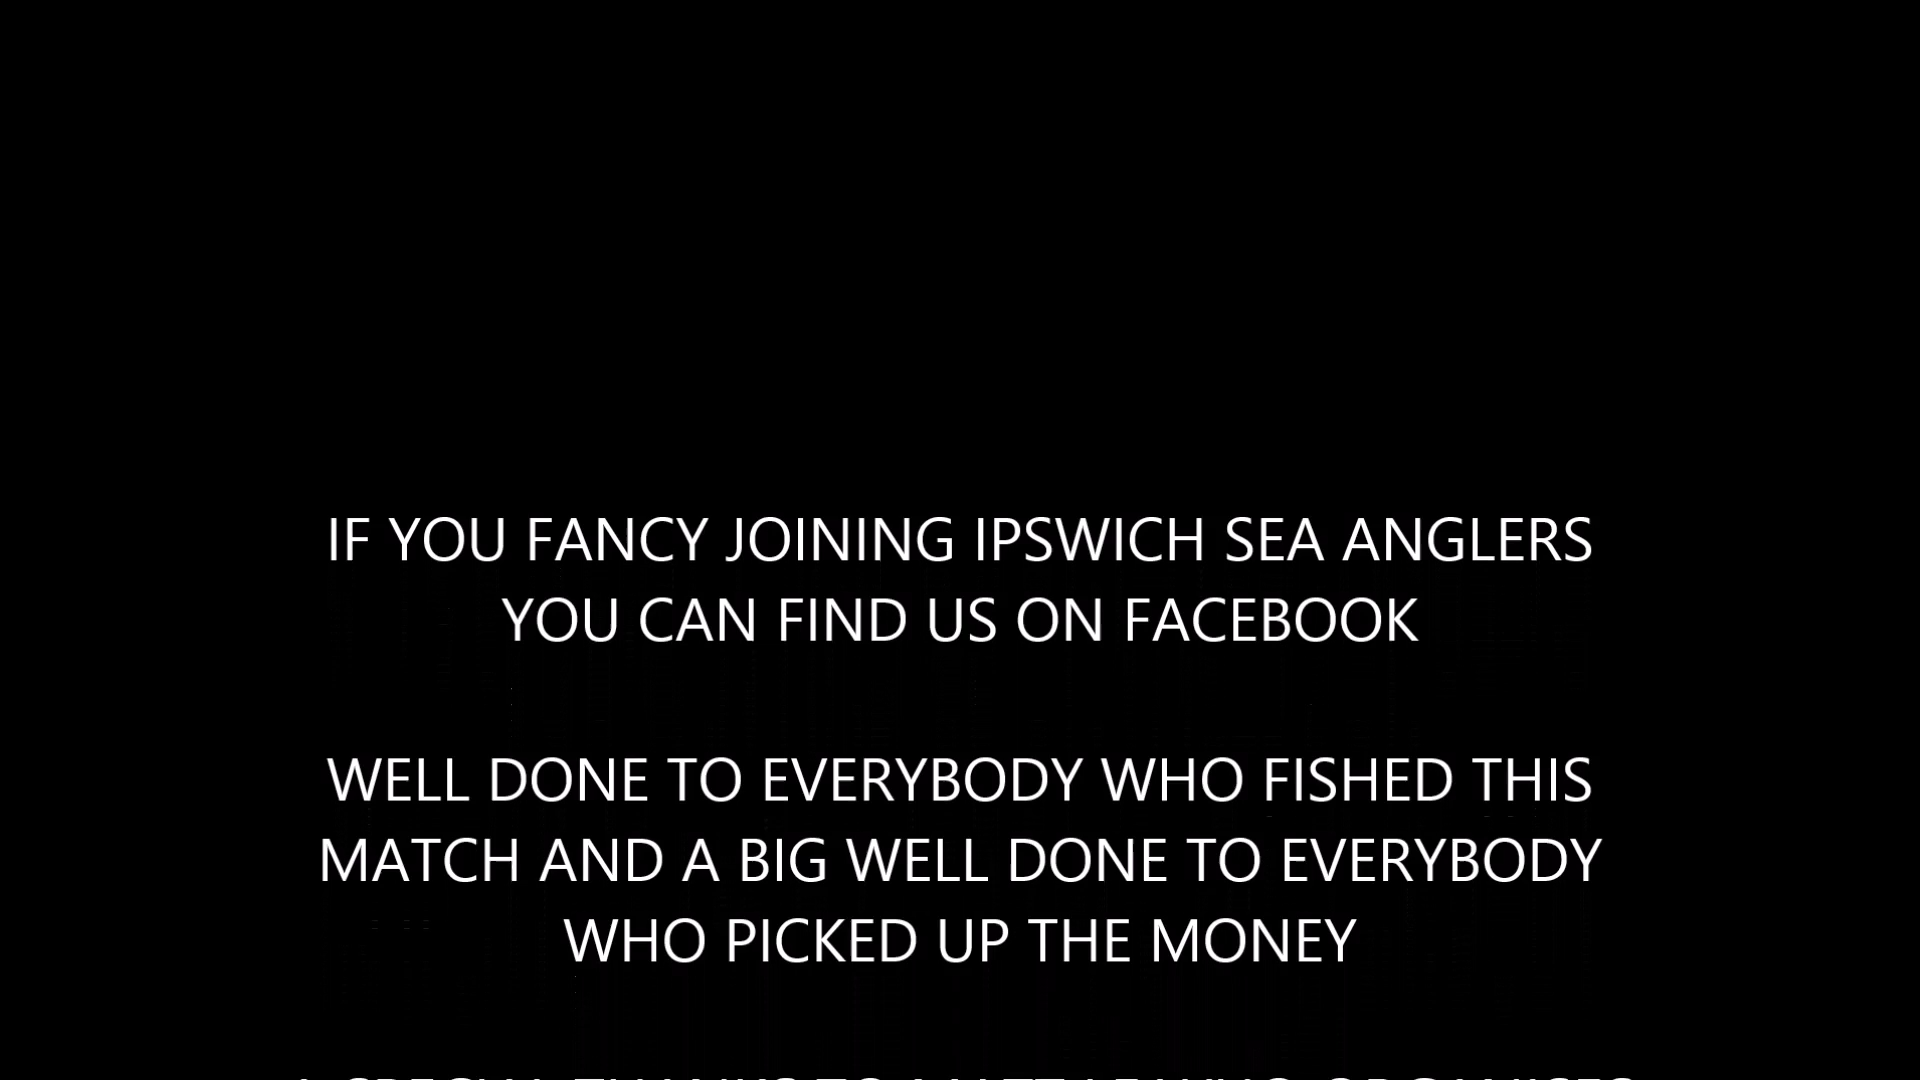 IF YOU FANCY JOINING IPSWICH SEA ANGLERS
YOU CAN FIND US ON FACEBOOK
WELL DONE TO EVERYBODY WHO FISHED THIS
MATCH AND A BIG WELL DONE TO EVERYBODY
WHO PICKED UP THE MONEY